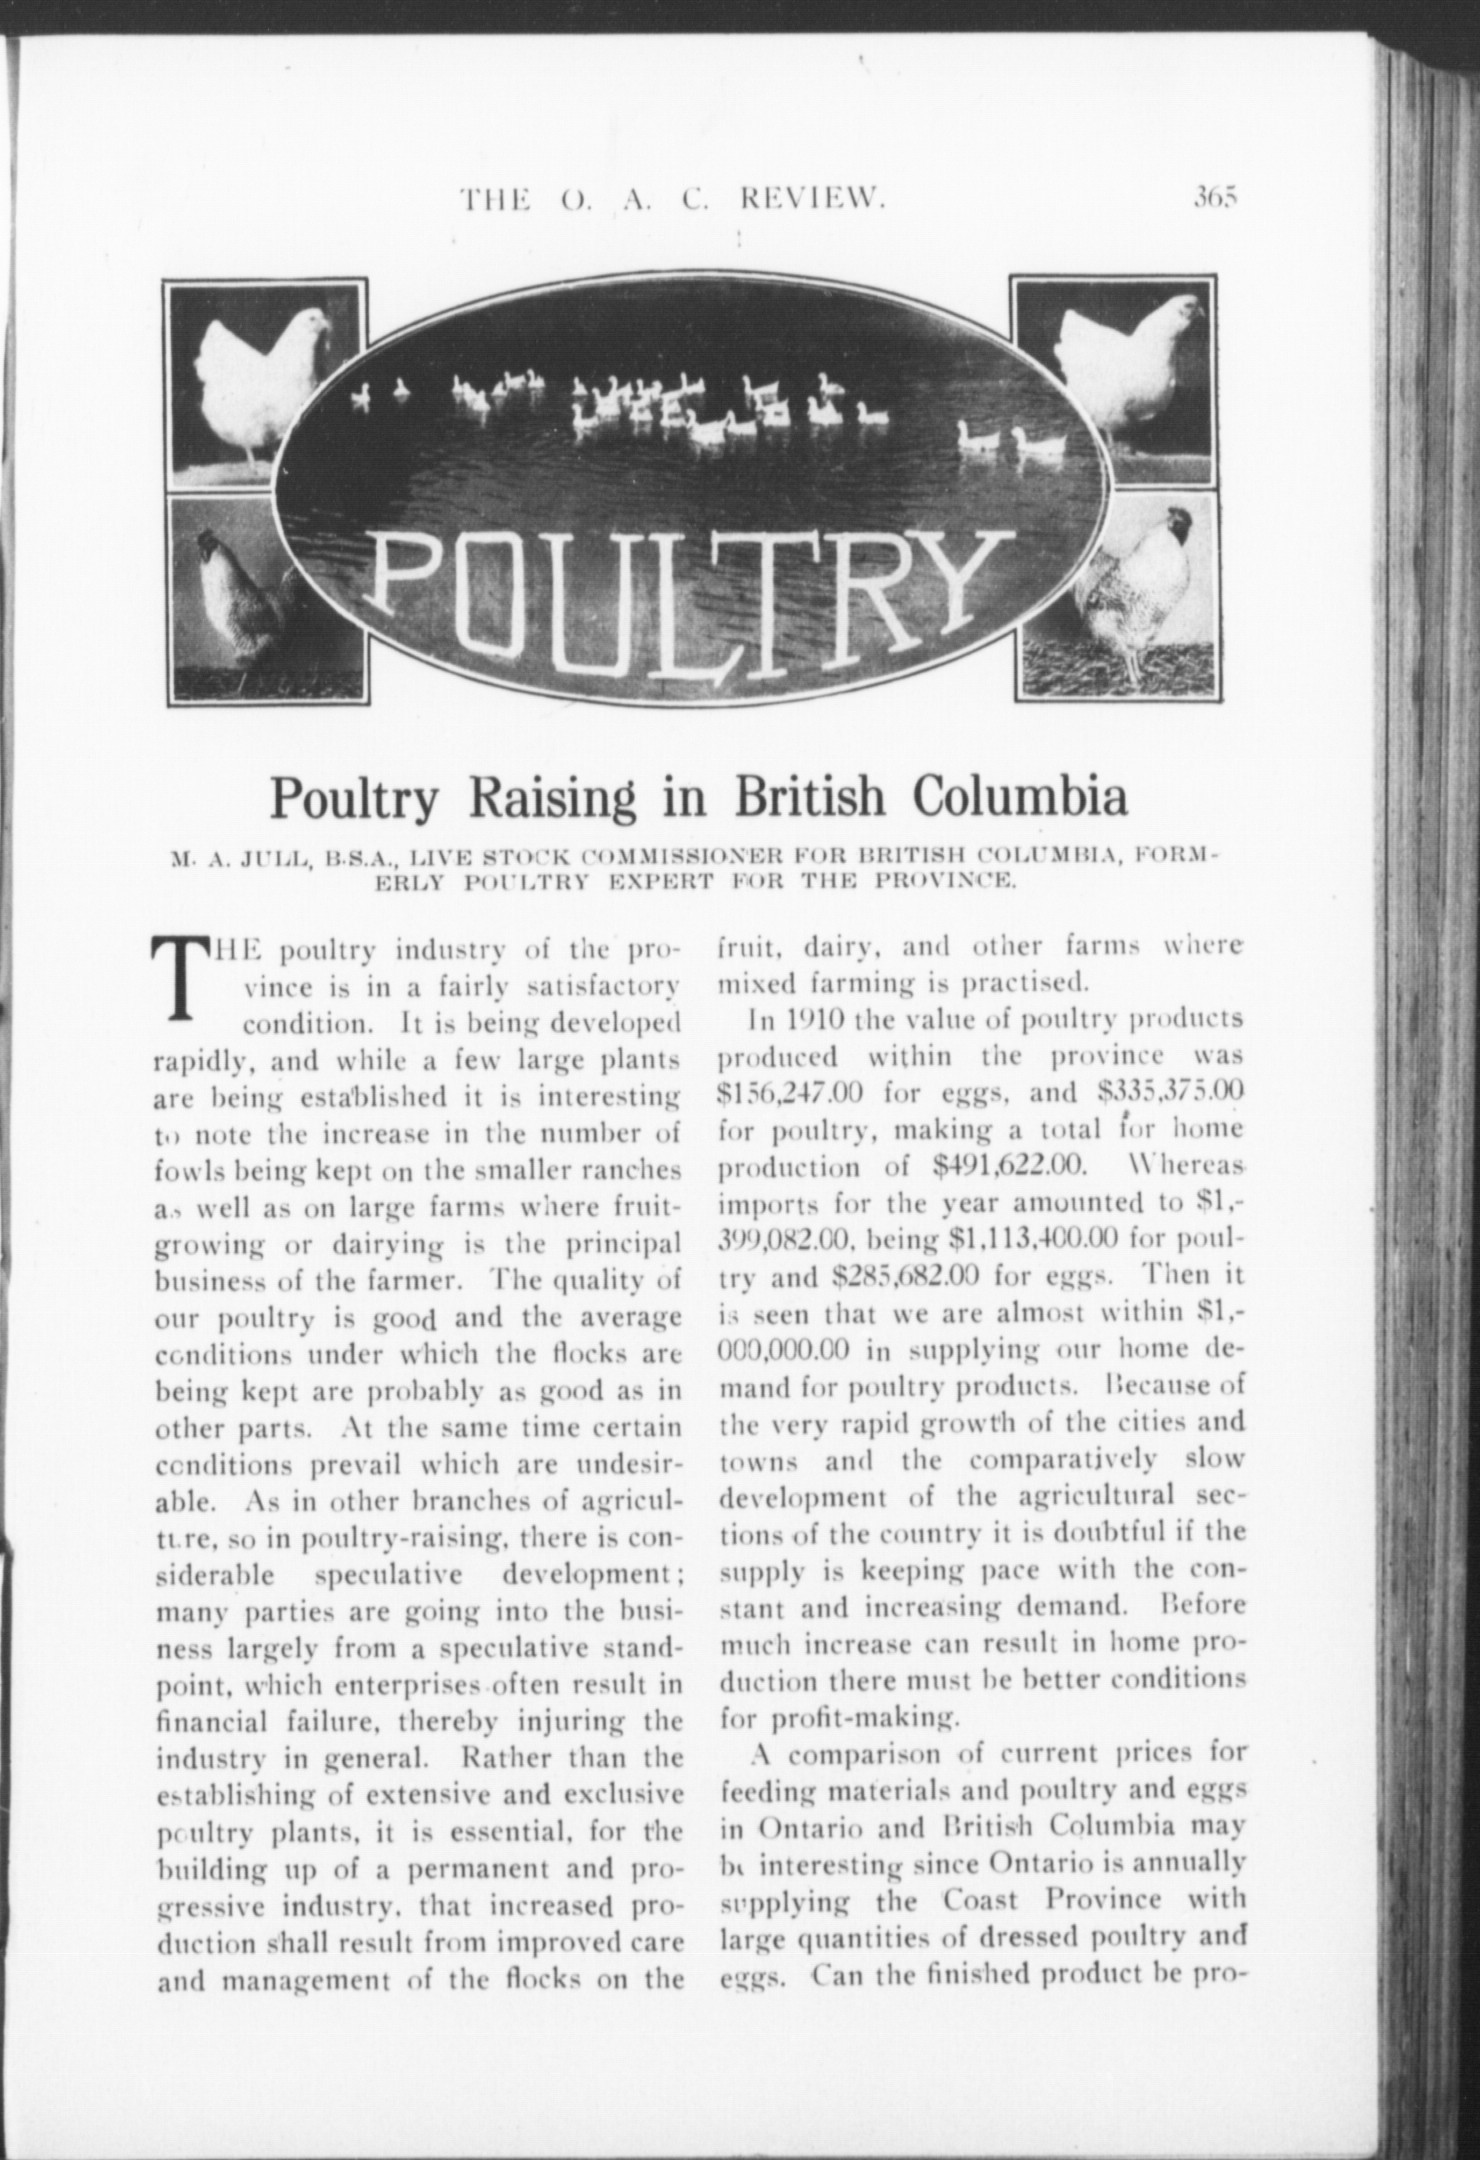 THE O. A. C. REVIEW. 365
POULTRY
Poultry Raising in British Columbia
M. A. JULL, B.S.A., LIVE STOCK COMMISSIONER FOR BRITISH COLUMBIA, FORM-
ERLY POULTRY EXPERT FOR THE PROVINCE.
THE poultry industry of the pro-
vince is in a fairly satisfactory
condition. It is being developed
rapidly, and while a few large plants
are being established it is interesting
to note the increase in the number of
fowls being kept on the smaller ranches
as well as on large farms where fruit-
growing or dairying is the principal
business of the farmer. The quality of
our poultry is good and the average
conditions under which the flocks are
being kept are probably as good as in
other parts. At the same time certain
conditions prevail which are undesir-
able. As in other branches of agricul-
ture, so in poultry-raising, there is con-
siderable speculative development;
many parties are going into the busi-
ness largely from a speculative stand-
point, which enterprises often result in
financial failure, thereby injuring the
industry in general. Rather than the
establishing of extensive and exclusive
poultry plants, it is essential, for the
building up of a permanent and pro-
gressive industry, that increased pro-
duction shall result from improved care
and management of the flocks on the
fruit, dairy, and other farms where
mixed farming is practised.
In 1910 the value of poultry products
produced within the province was
$156,247.00 for eggs, and $335,375.00
for poultry, making a total for home
production of $491,622.00. Whereas
imports for the year amounted to $1,-
399,082.00, being $1,113,400.00 for poul-
try and $285,682.00 for eggs. Then it
is seen that we are almost within $1,-
000,000.00 in supplying our home de-
mand for poultry products. Because of
the very rapid growth of the cities and
towns and the comparatively slow
development of the agricultural sec-
tions of the country it is doubtful if the
supply is keeping pace with the con-
stant and increasing demand. Before
much increase can result in home pro-
duction there must be better conditions
for profit-making.
A comparison of current prices for
feeding materials and poultry and eggs
in Ontario and British Columbia may
be interesting since Ontario is annually
supplying the Coast Province with
large quantities of dressed poultry and
eggs. Can the finished product be pro-